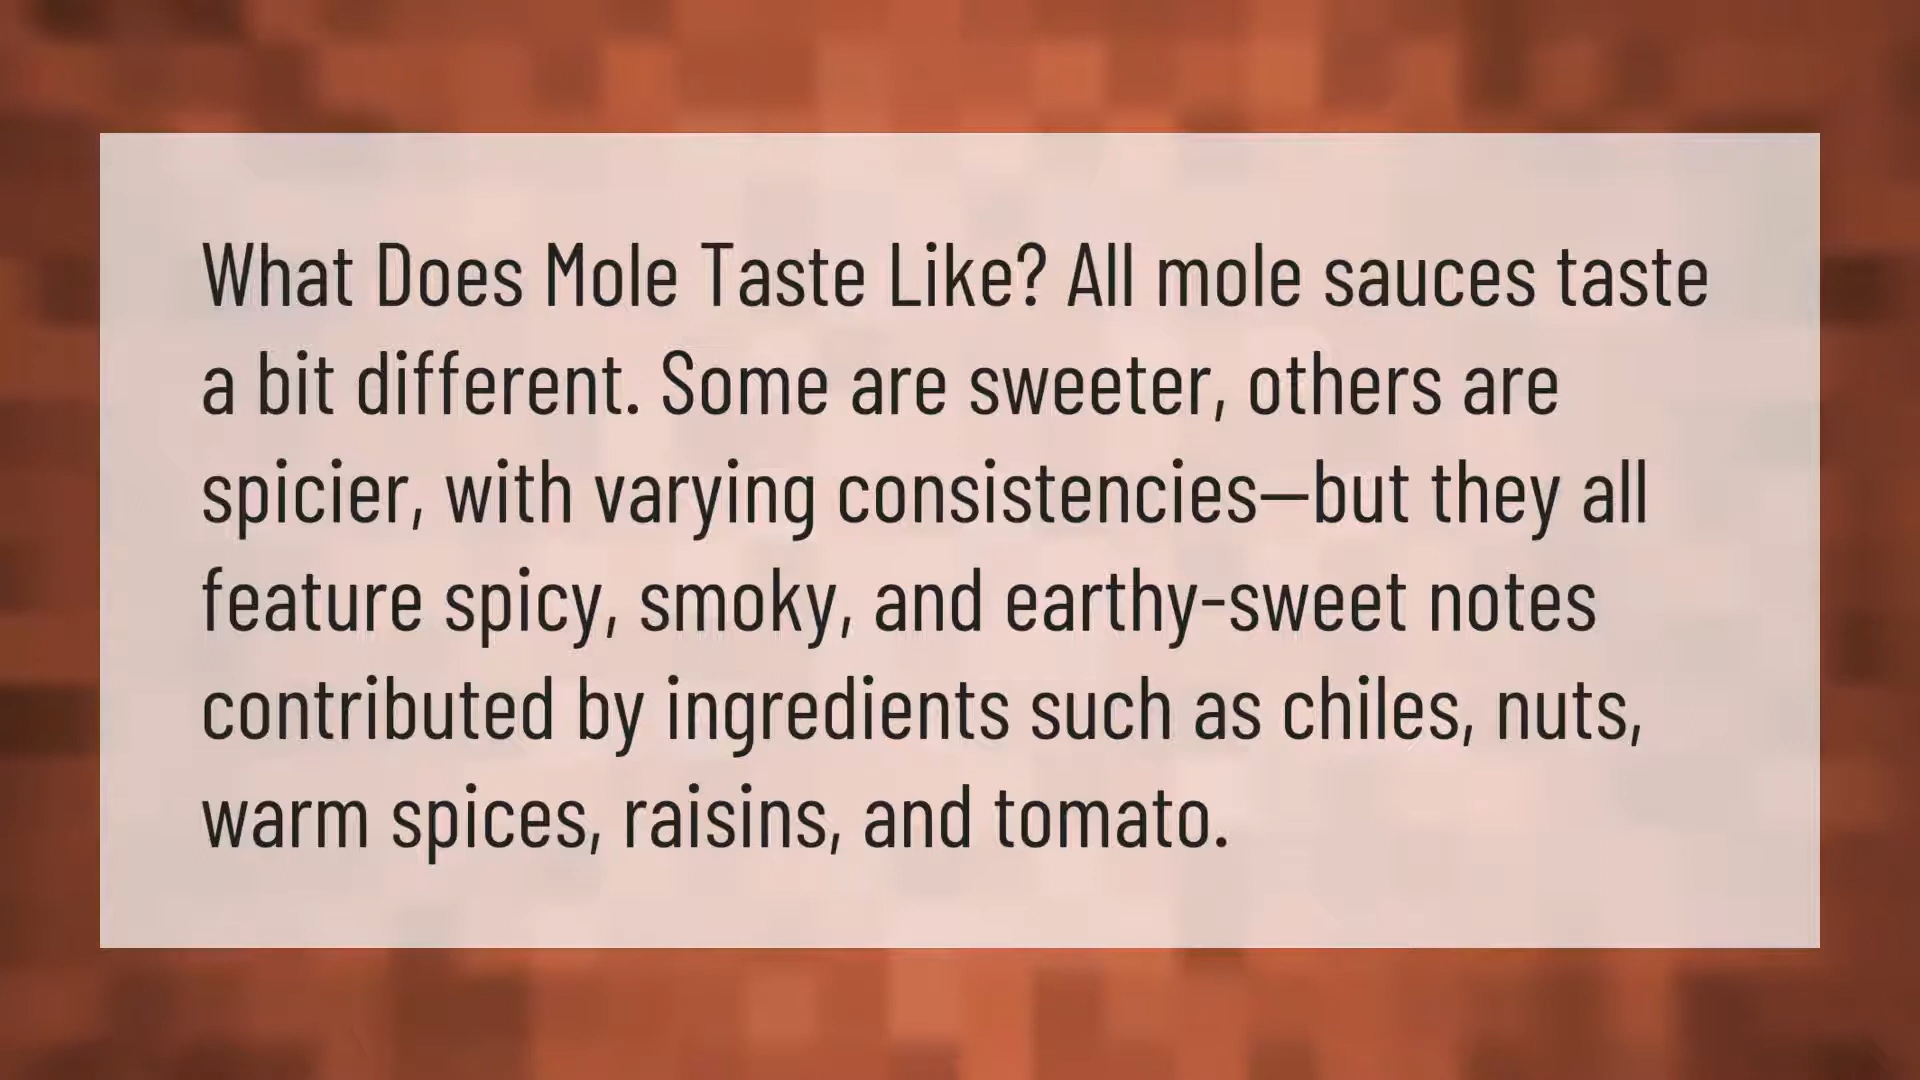 What Does Mole Taste Like? All mole sauces taste
a bit different. Some are sweeter, others are
spicier, with varying consistencies—but they all
feature spicy, smoky, and earthy-sweet notes
contributed by ingredients such as chiles, nuts,
warm spices, raisins, and tomato.